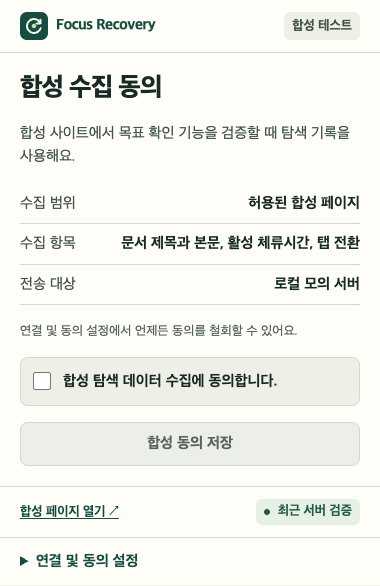 Focus Recovery
합성 테스트
합성 수집 동의
합성 사이트에서 목표 확인 기능을 검증할 때 탐색 기록을
사용해요.
수집 범위 허용된 합성 페이지
수집 항목 문서 제목과 본문, 활성 체류시간, 탭 전환
전송 대상 로컬 모의 서버
연결 및 동의 설정에서 언제든 동의를 철회할 수 있어요.
합성 탐색 데이터 수집에 동의합니다.
합성 동의 저장
합성 페이지 열기 ↗
• 최근 서버 검증
▶ 연결 및 동의 설정